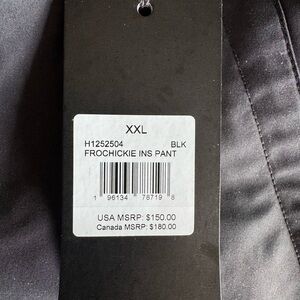 XXL
H1252504 BLK
FROCHICKIE INS PANT
1 96134 78719 8
USA MSRP: $150.00
Canada MSRP: $180.00